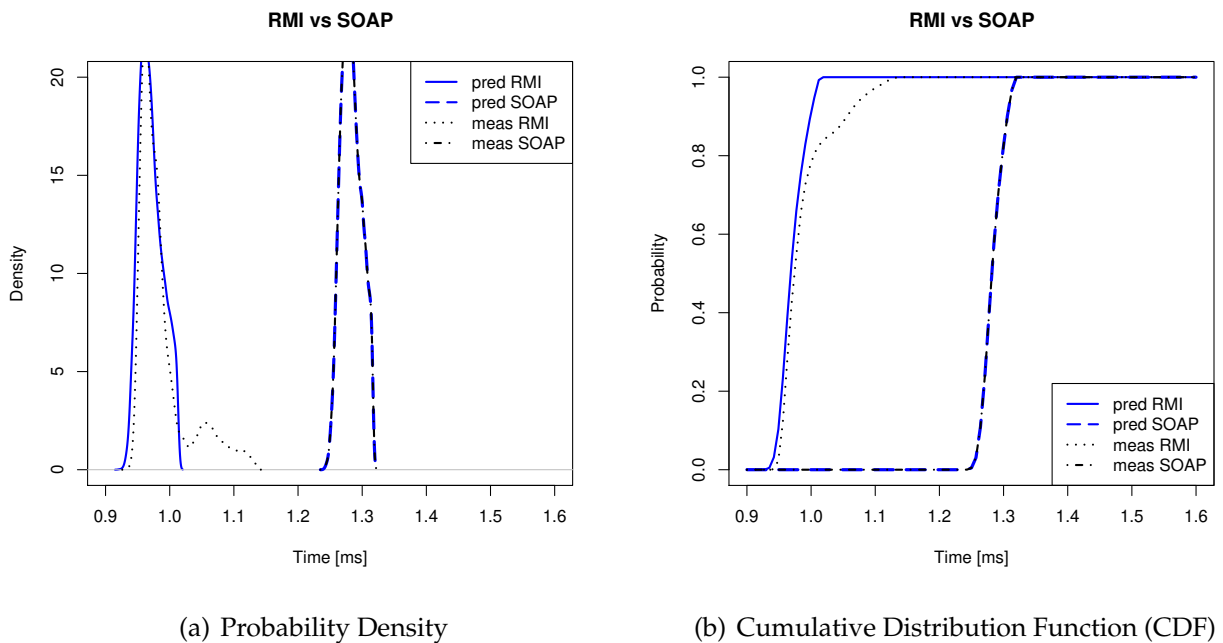 RMI vs SOAP
20
15
10
5
0
Density
0.9 1.0 1.1 1.2 1.3 1.4 1.5 1.6
Time [ms]
pred RMI
pred SOAP
meas RMI
meas SOAP
(a) Probability Density
RMI vs SOAP
1.0
0.8
0.6
0.4
0.2
0.0
Probability
0.9 1.0 1.1 1.2 1.3 1.4 1.5 1.6
Time [ms]
pred RMI
pred SOAP
meas RMI
meas SOAP
(b) Cumulative Distribution Function (CDF)